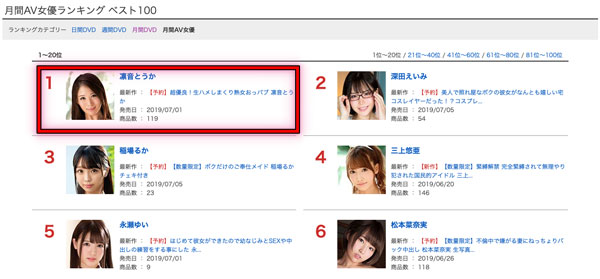 月間AV女優ランキング ベスト100
ランキングカテゴリー 日間DVD 週間DVD 月間DVD 月間AV女優
1〜20位
1位〜20位 / 21位〜40位 / 41位〜60位 / 61位〜80位 / 81位〜100位
1
凛音とうか
最新作 : 【予約】超優良!生ハメしまくり熟女おッパブ 凛音とう
か
発売日 : 2019/07/01
商品数 : 119
2
深田えいみ
最新作 : 【予約】美人で照れ屋なボクの彼女がなんとも嬉しい宅
コスレイヤーだった!?コスプレ...
発売日 : 2019/07/05
商品数 : 54
3
稲場るか
最新作 : 【予約】【数量限定】ボクだけのご奉仕メイド 稲場るか
チェキ付き
発売日 : 2019/07/05
商品数 : 23
4
三上悠亜
最新作 : 【新作】【数量限定】緊縛解禁 完全緊縛されて無理やり
犯された国民的アイドル 三上...
発売日 : 2019/06/20
商品数 : 146
5
永瀬ゆい
最新作 : 【予約】はじめて彼女ができたので幼なじみとSEXや中
出しの練習をする事にした 永...
発売日 : 2019/07/01
商品数 : 9
6
松本菜奈実
最新作 : 【予約】【数量限定】不倫中で嫌がる妻にねっちょりバ
ック中出し 松本菜奈実 生写真...
発売日 : 2019/06/26
商品数 : 118